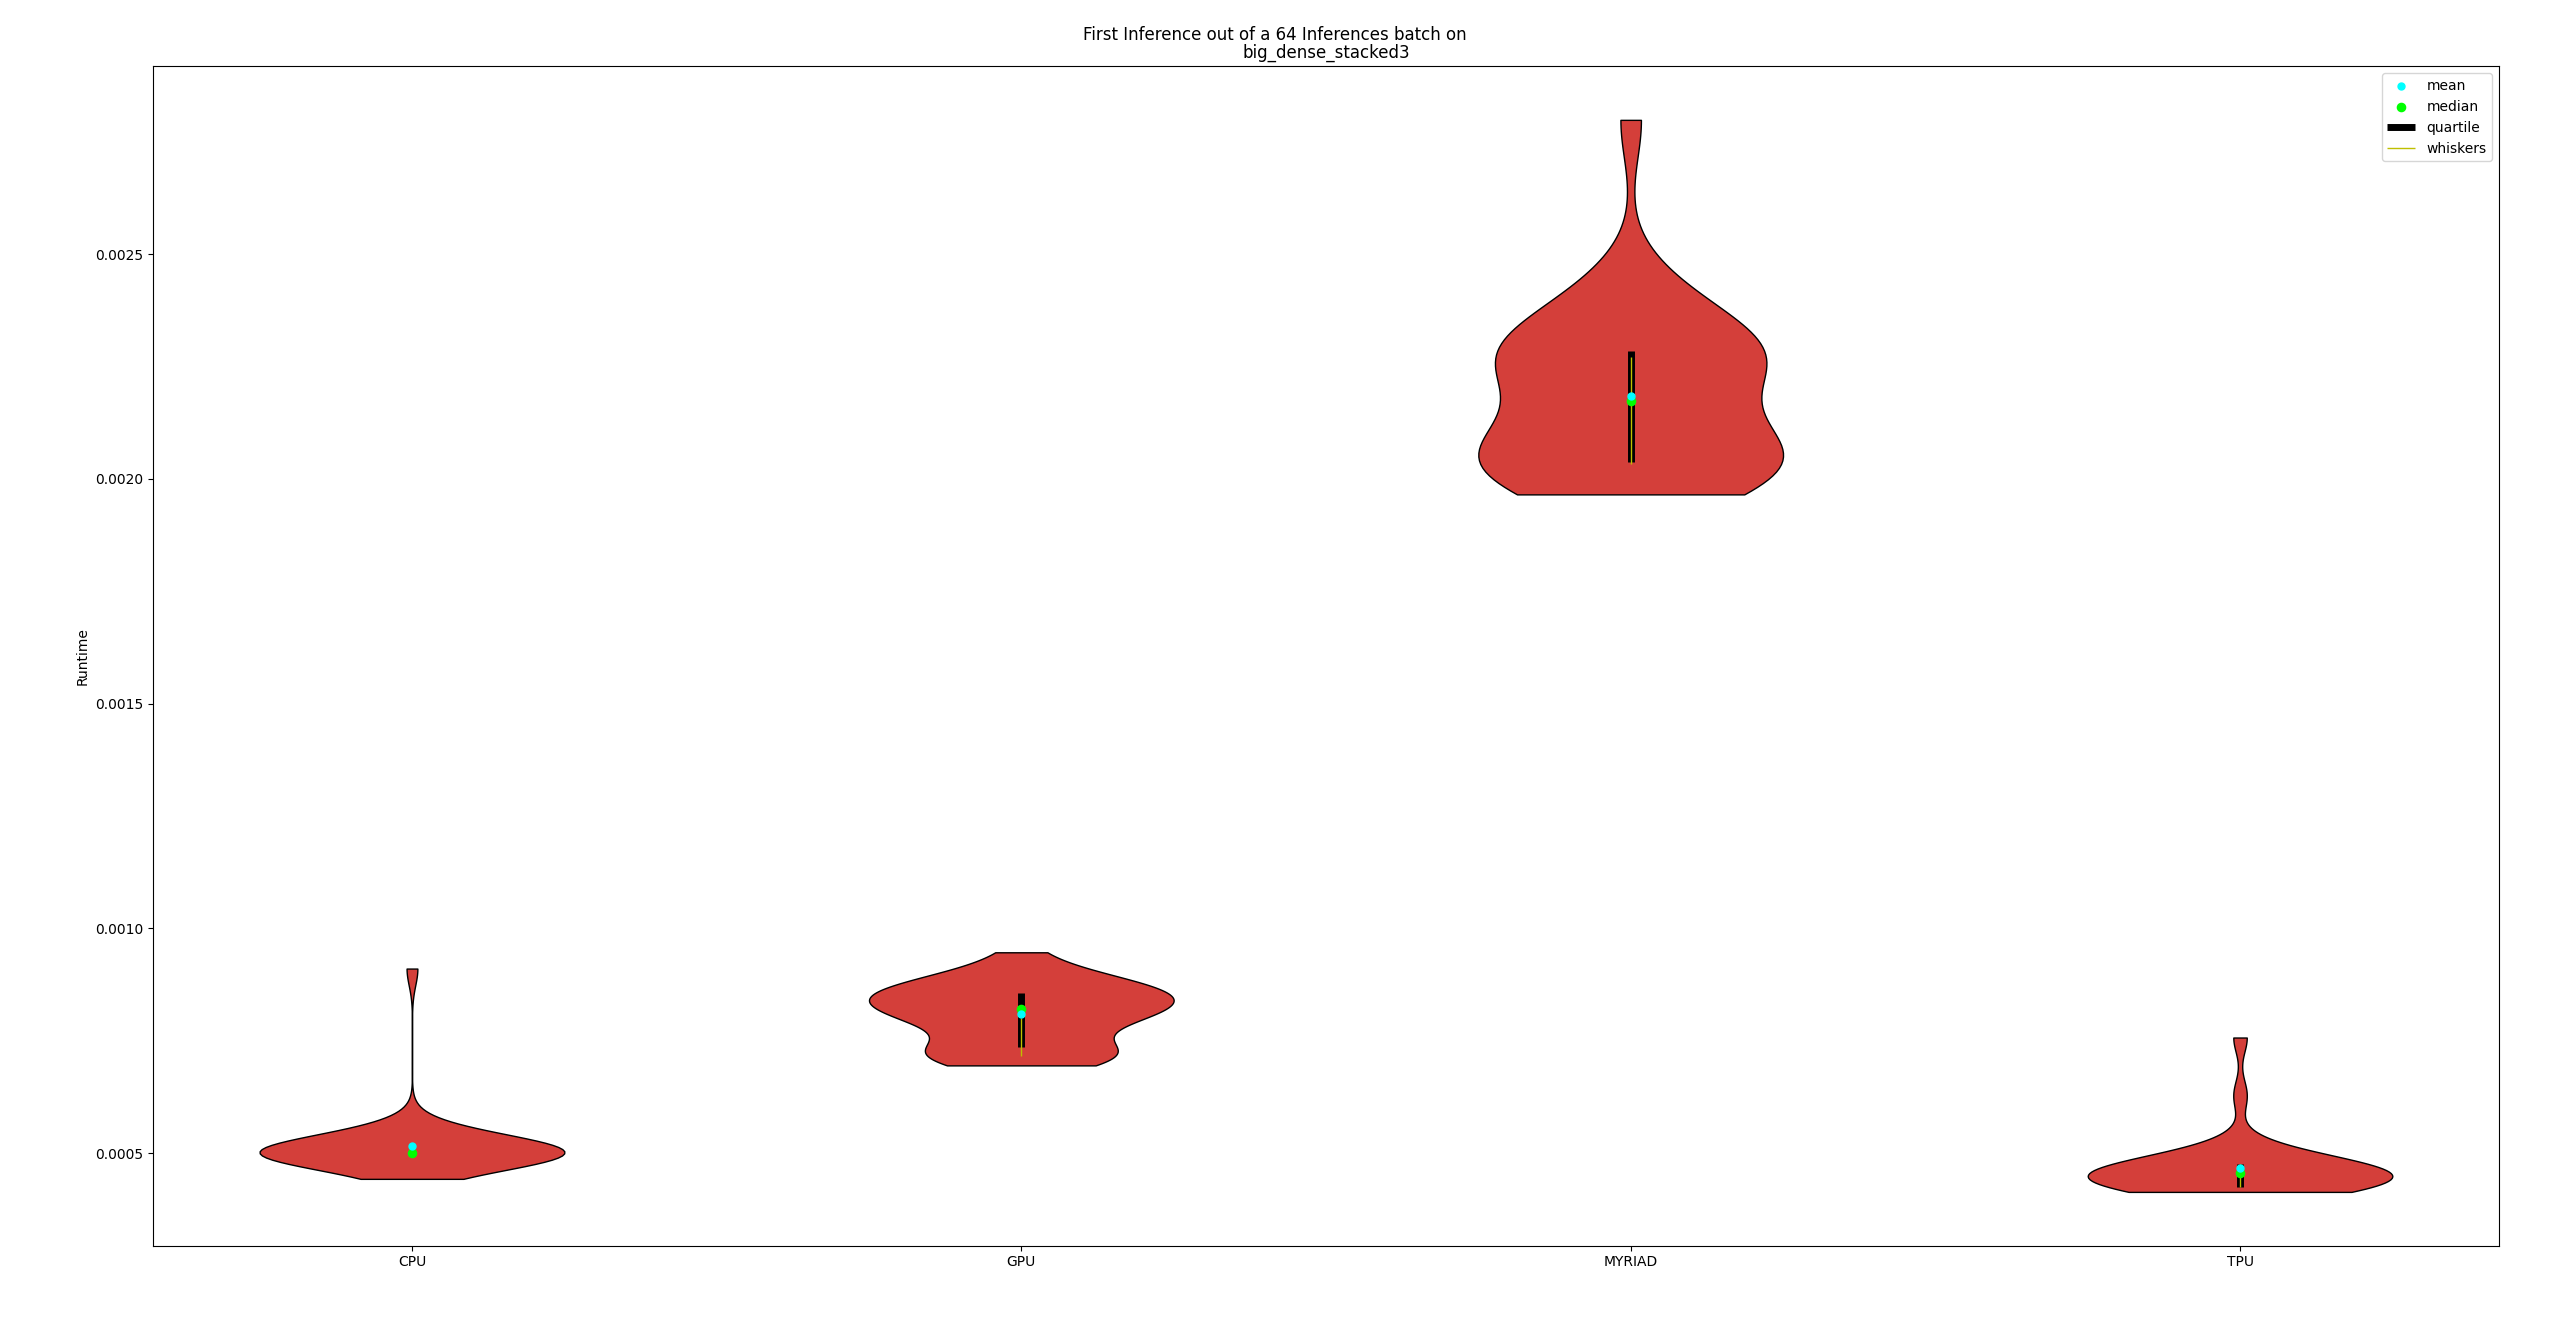 First Inference out of a 64 Inferences batch on
big_dense_stacked3
mean
median
quartile
whiskers
0.0025
0.0020
0.0015
0.0010
0.0005
Runtime
CPU
GPU
MYRIAD
TPU